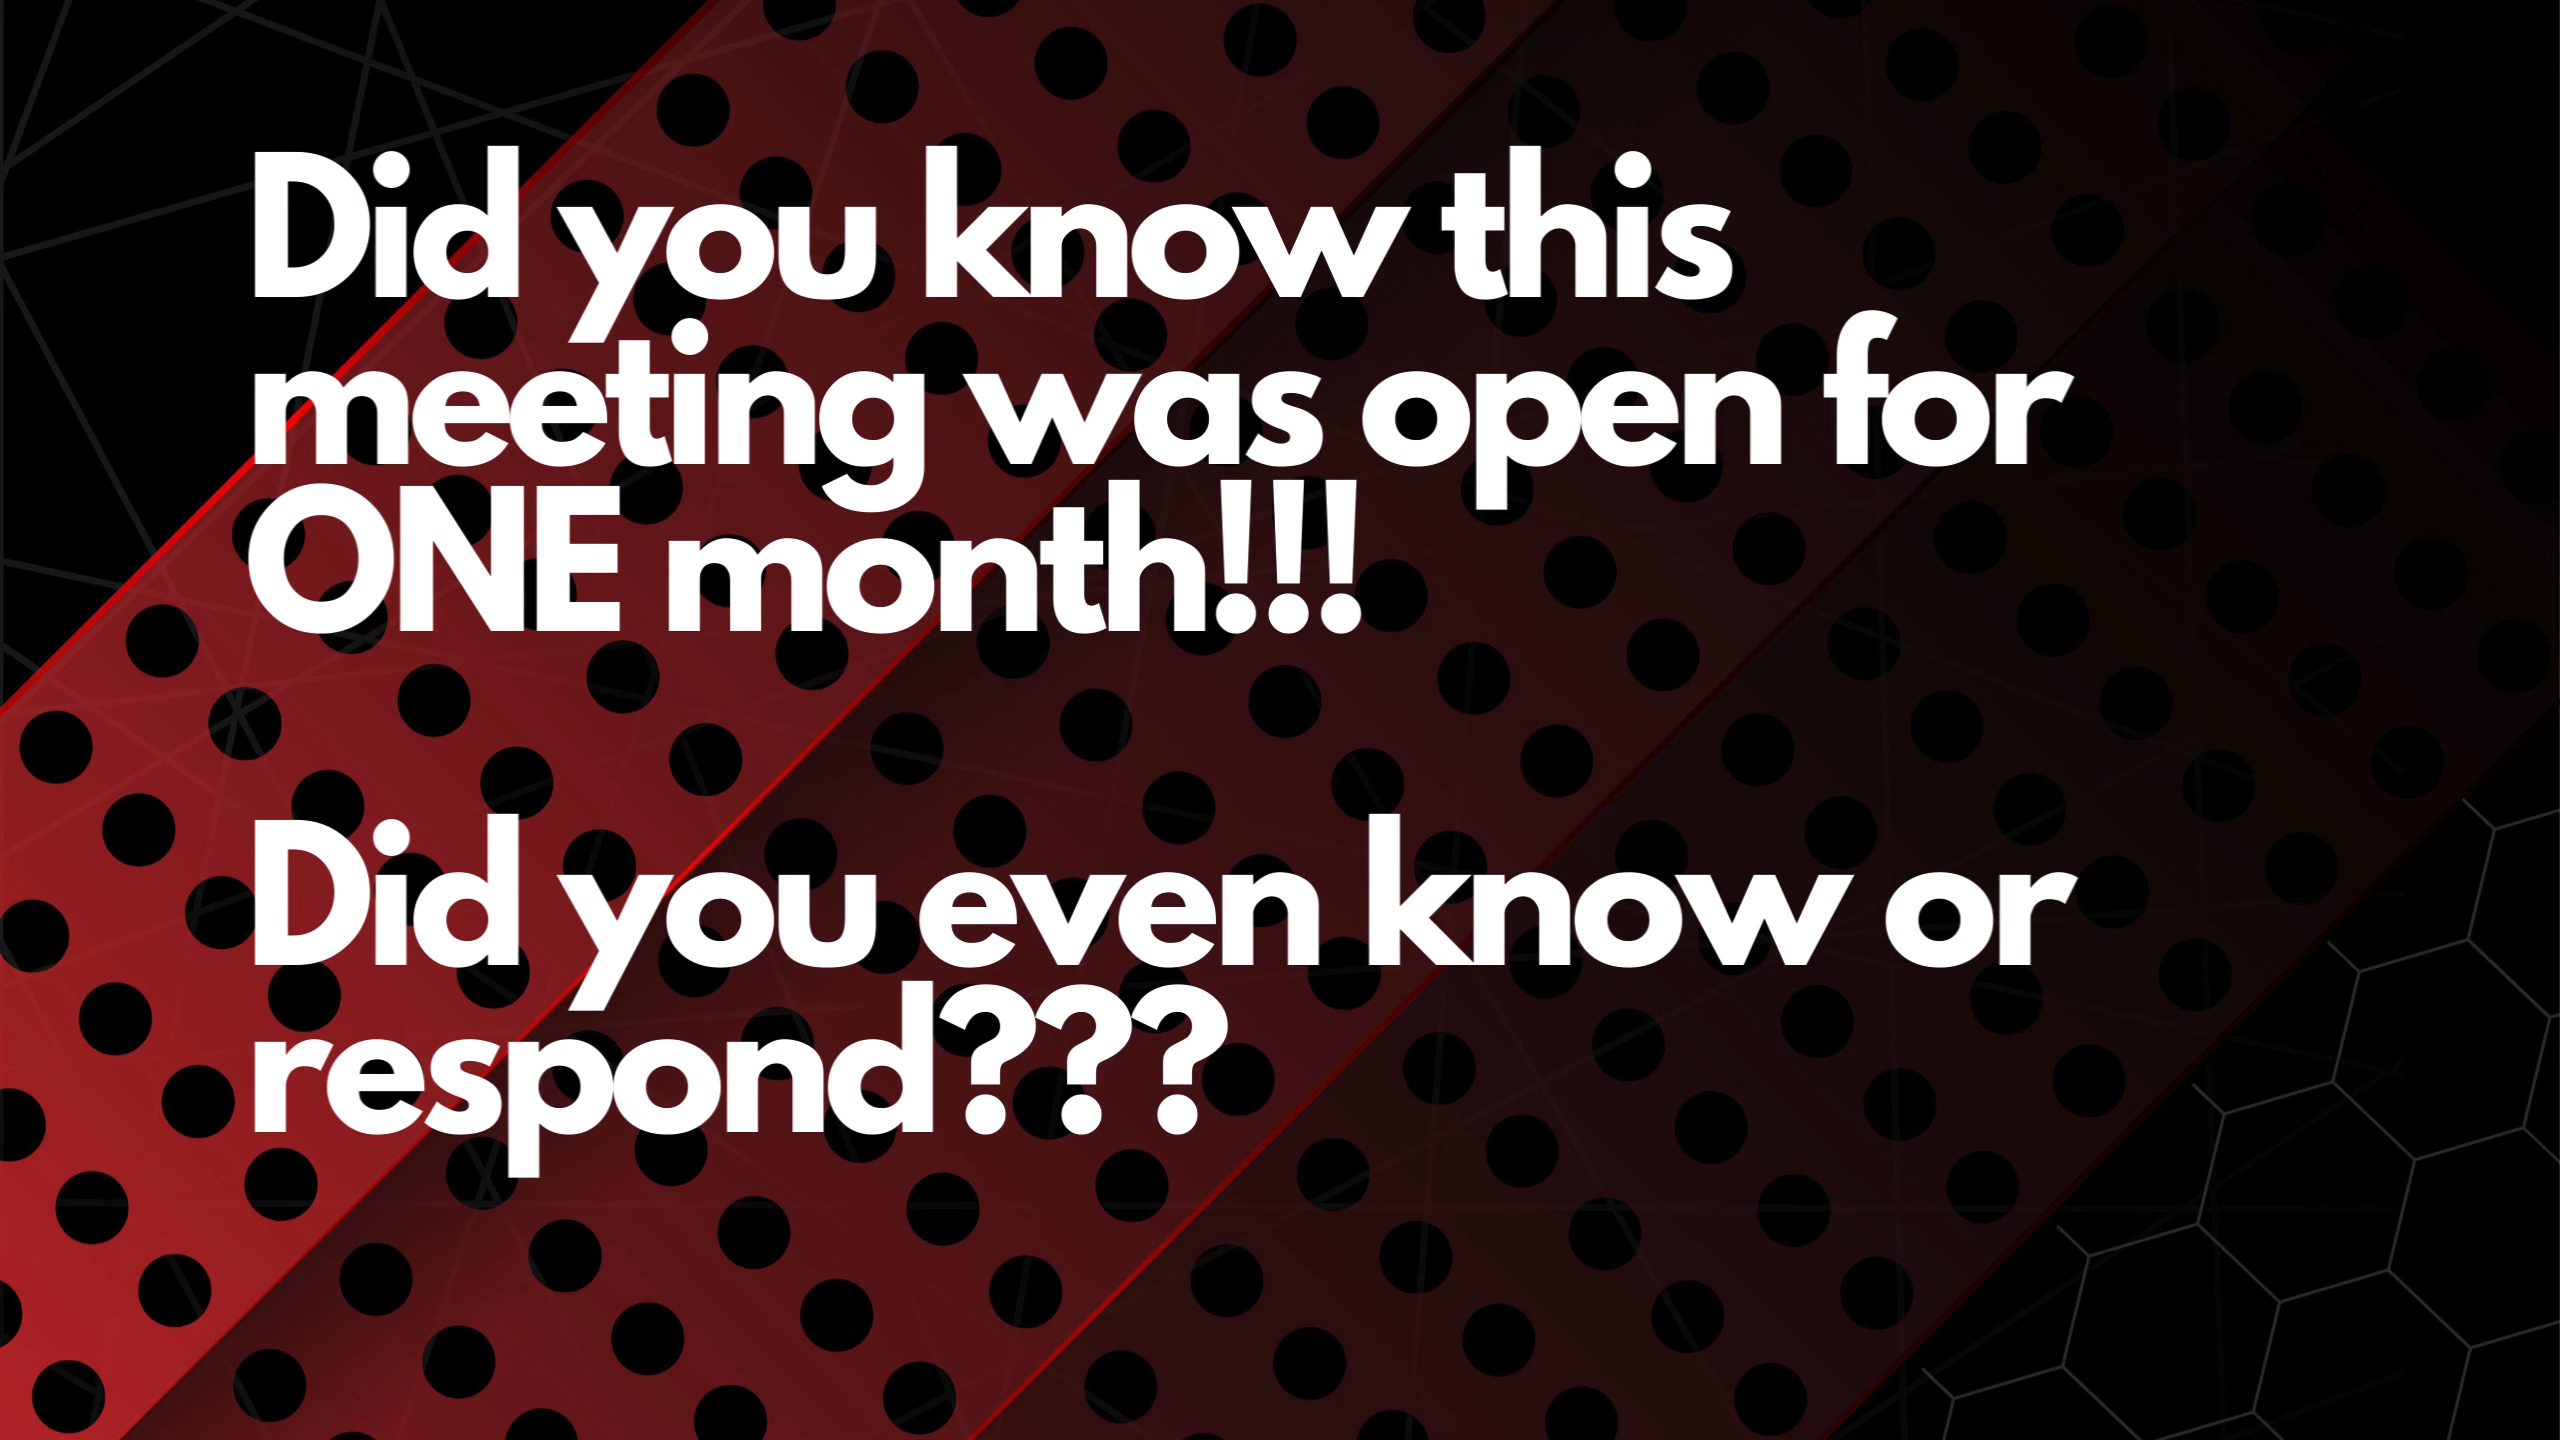 Did you know this
meeting was open for
ONE month!!!
Did you even know or
respond???